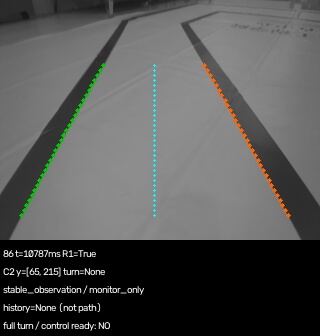 86 t=10787ms R1=True
C2 y=[65, 215] turn=None
stable_observation / monitor_only
history=None (not path)
full turn / control ready: NO